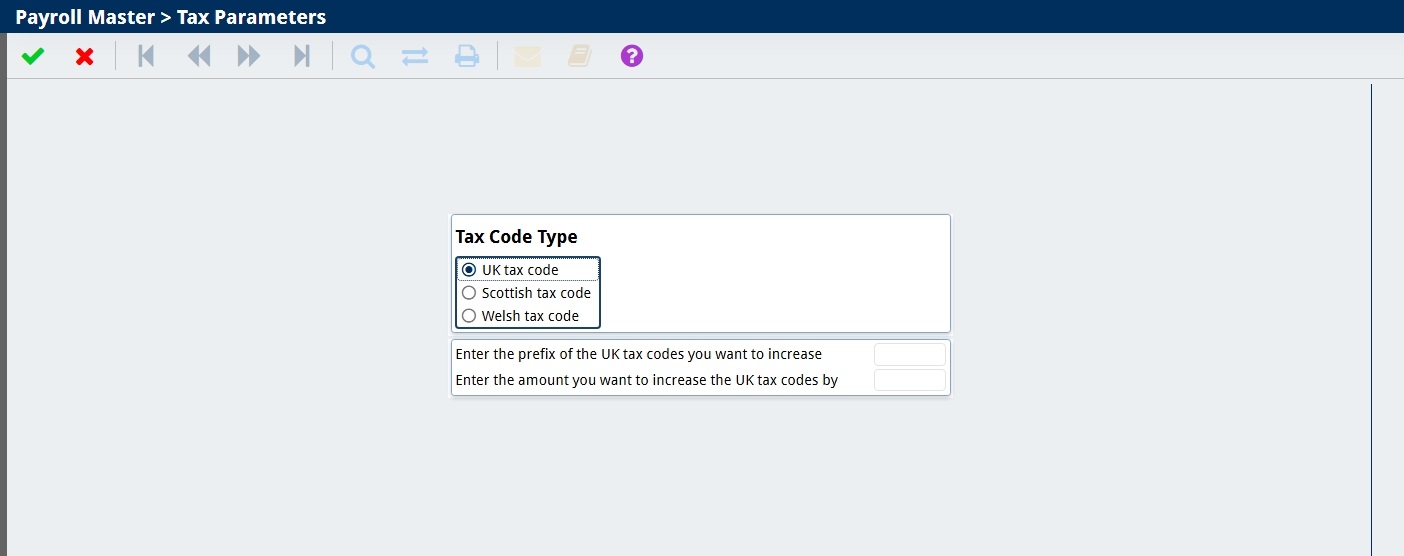 Payroll Master > Tax Parameters
?
Tax Code Type
UK tax code
Scottish tax code
Welsh tax code
Enter the prefix of the UK tax codes you want to increase
Enter the amount you want to increase the UK tax codes by